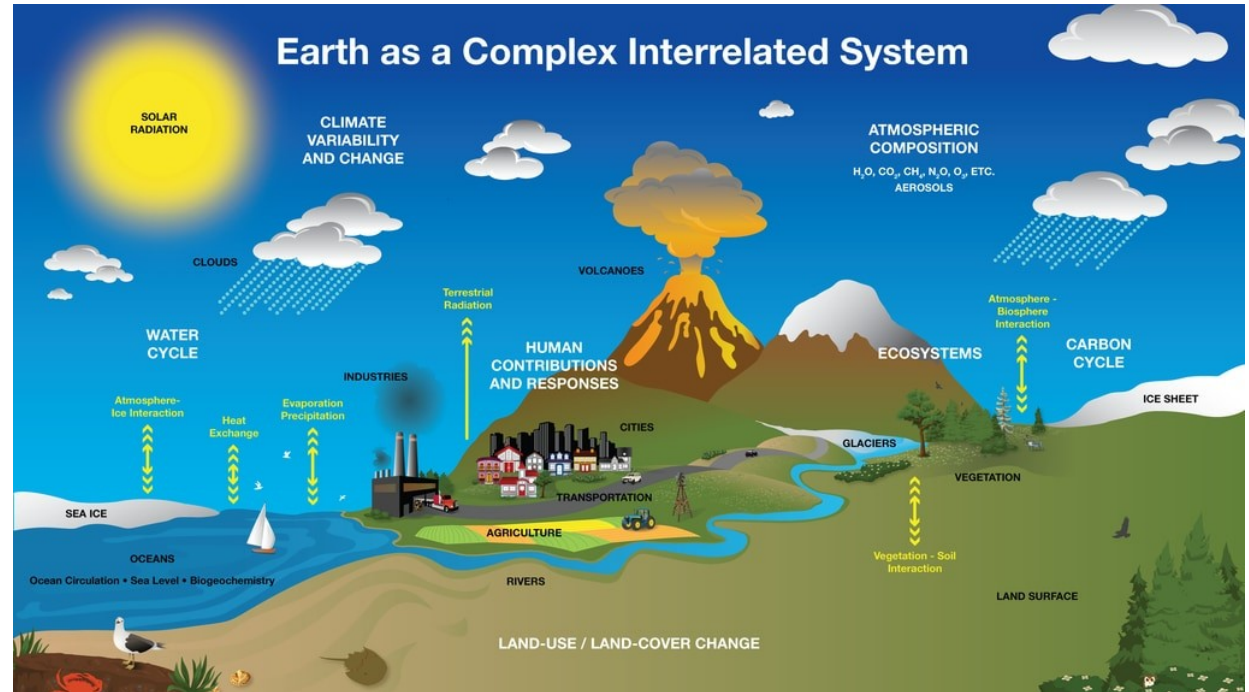 Earth as a Complex Interrelated System
SOLAR
RADIATION
CLIMATE
VARIABILITY
AND CHANGE
ATMOSPHERIC
COMPOSITION
H₂O, CO₂, CH₄, N₂O, O₃, ETC.
AEROSOLS
CLOUDS
VOLCANOES
Terrestrial
Radiation
Atmosphere -
Biosphere
Interaction
WATER
CYCLE
HUMAN
CONTRIBUTIONS
AND RESPONSES
ECOSYSTEMS
CARBON
CYCLE
INDUSTRIES
Atmosphere-
Ice Interaction
Heat
Exchange
Evaporation
Precipitation
ICE SHEET
CITIES
GLACIERS
VEGETATION
TRANSPORTATION
SEA ICE
AGRICULTURE
OCEANS
Ocean Circulation • Sea Level • Biogeochemistry
RIVERS
Vegetation - Soil
Interaction
LAND SURFACE
LAND-USE / LAND-COVER CHANGE